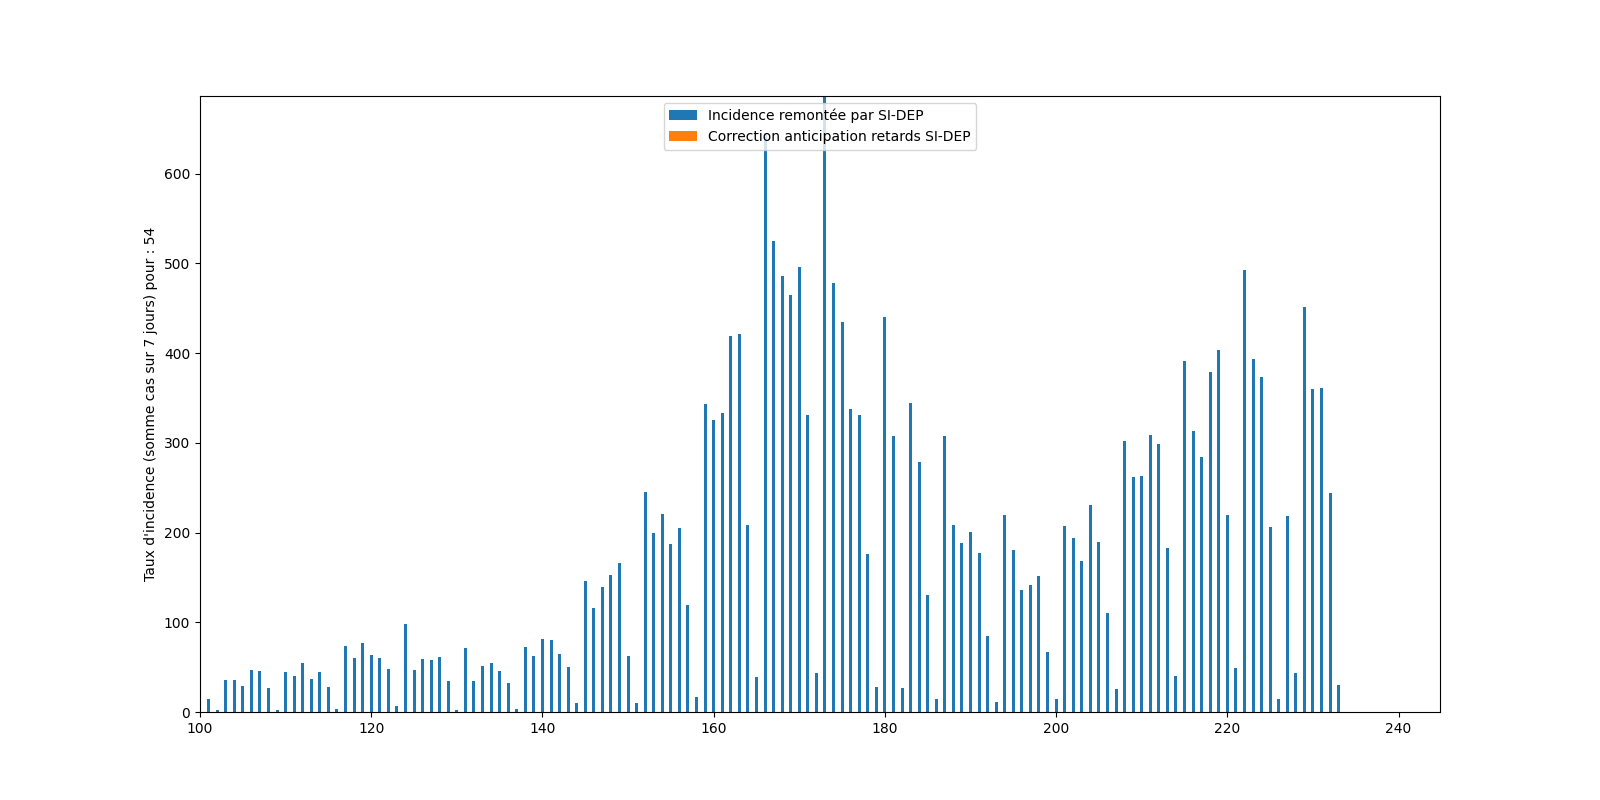 Incidence remontée par SI-DEP
Correction anticipation retards SI-DEP
Taux d'incidence (somme cas sur 7 jours) pour : 54
600
500
400
300
200
100
0
100 120 140 160 180 200 220 240